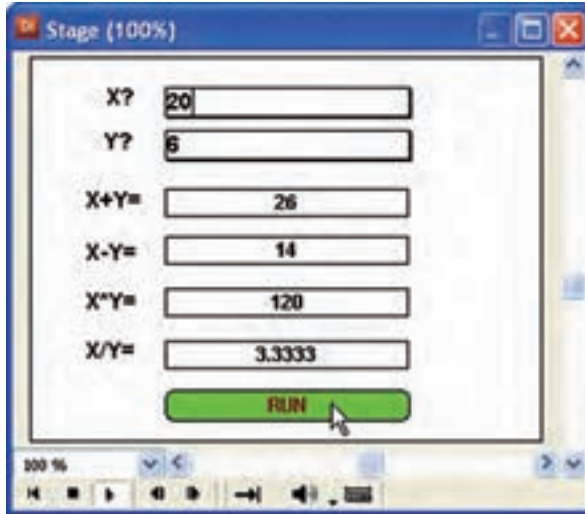 Stage (100%)
X? 20
Y? 6
X+Y= 26
X-Y= 14
X*Y= 120
X/Y= 3.3333
RUN
100 %